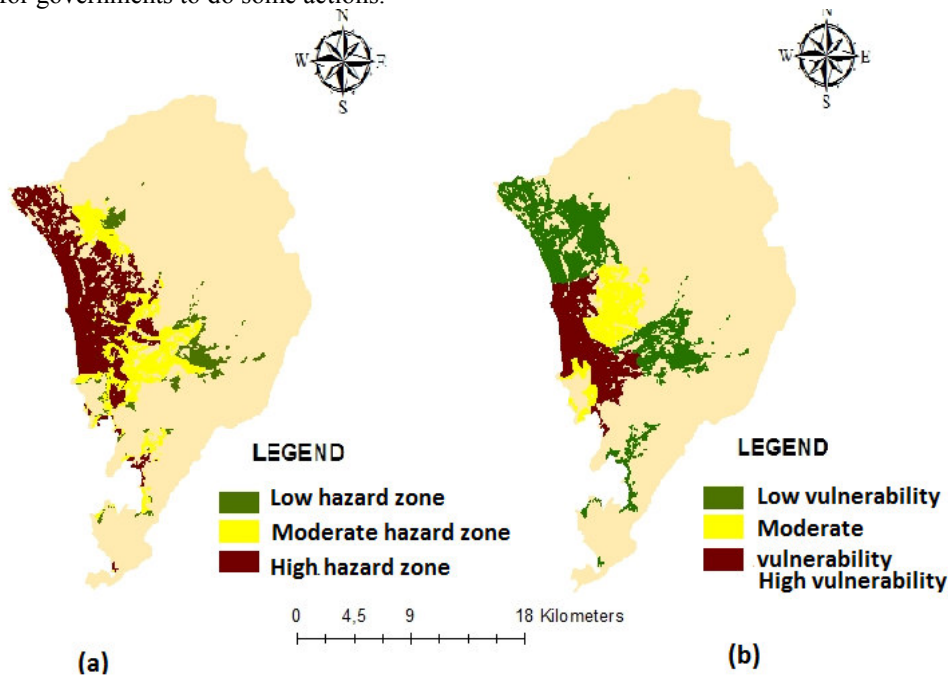 for governments to do some actions.
N
W E
S
N
W E
S
LEGEND
Low hazard zone
Moderate hazard zone
High hazard zone
LEGEND
Low vulnerability
Moderate
vulnerability
High vulnerability
0 4,5 9 18 Kilometers
(a)
(b)